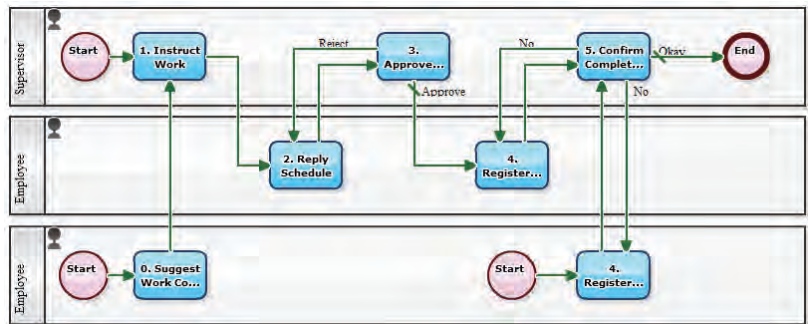 Supervisor
Start
1. Instruct
Work
Reject
3.
Approve...
Approve
No
5. Confirm
Complet...
Okay
No
End
Employee
2. Reply
Schedule
4.
Register...
Employee
Start
0. Suggest
Work Co...
Start
4.
Register...